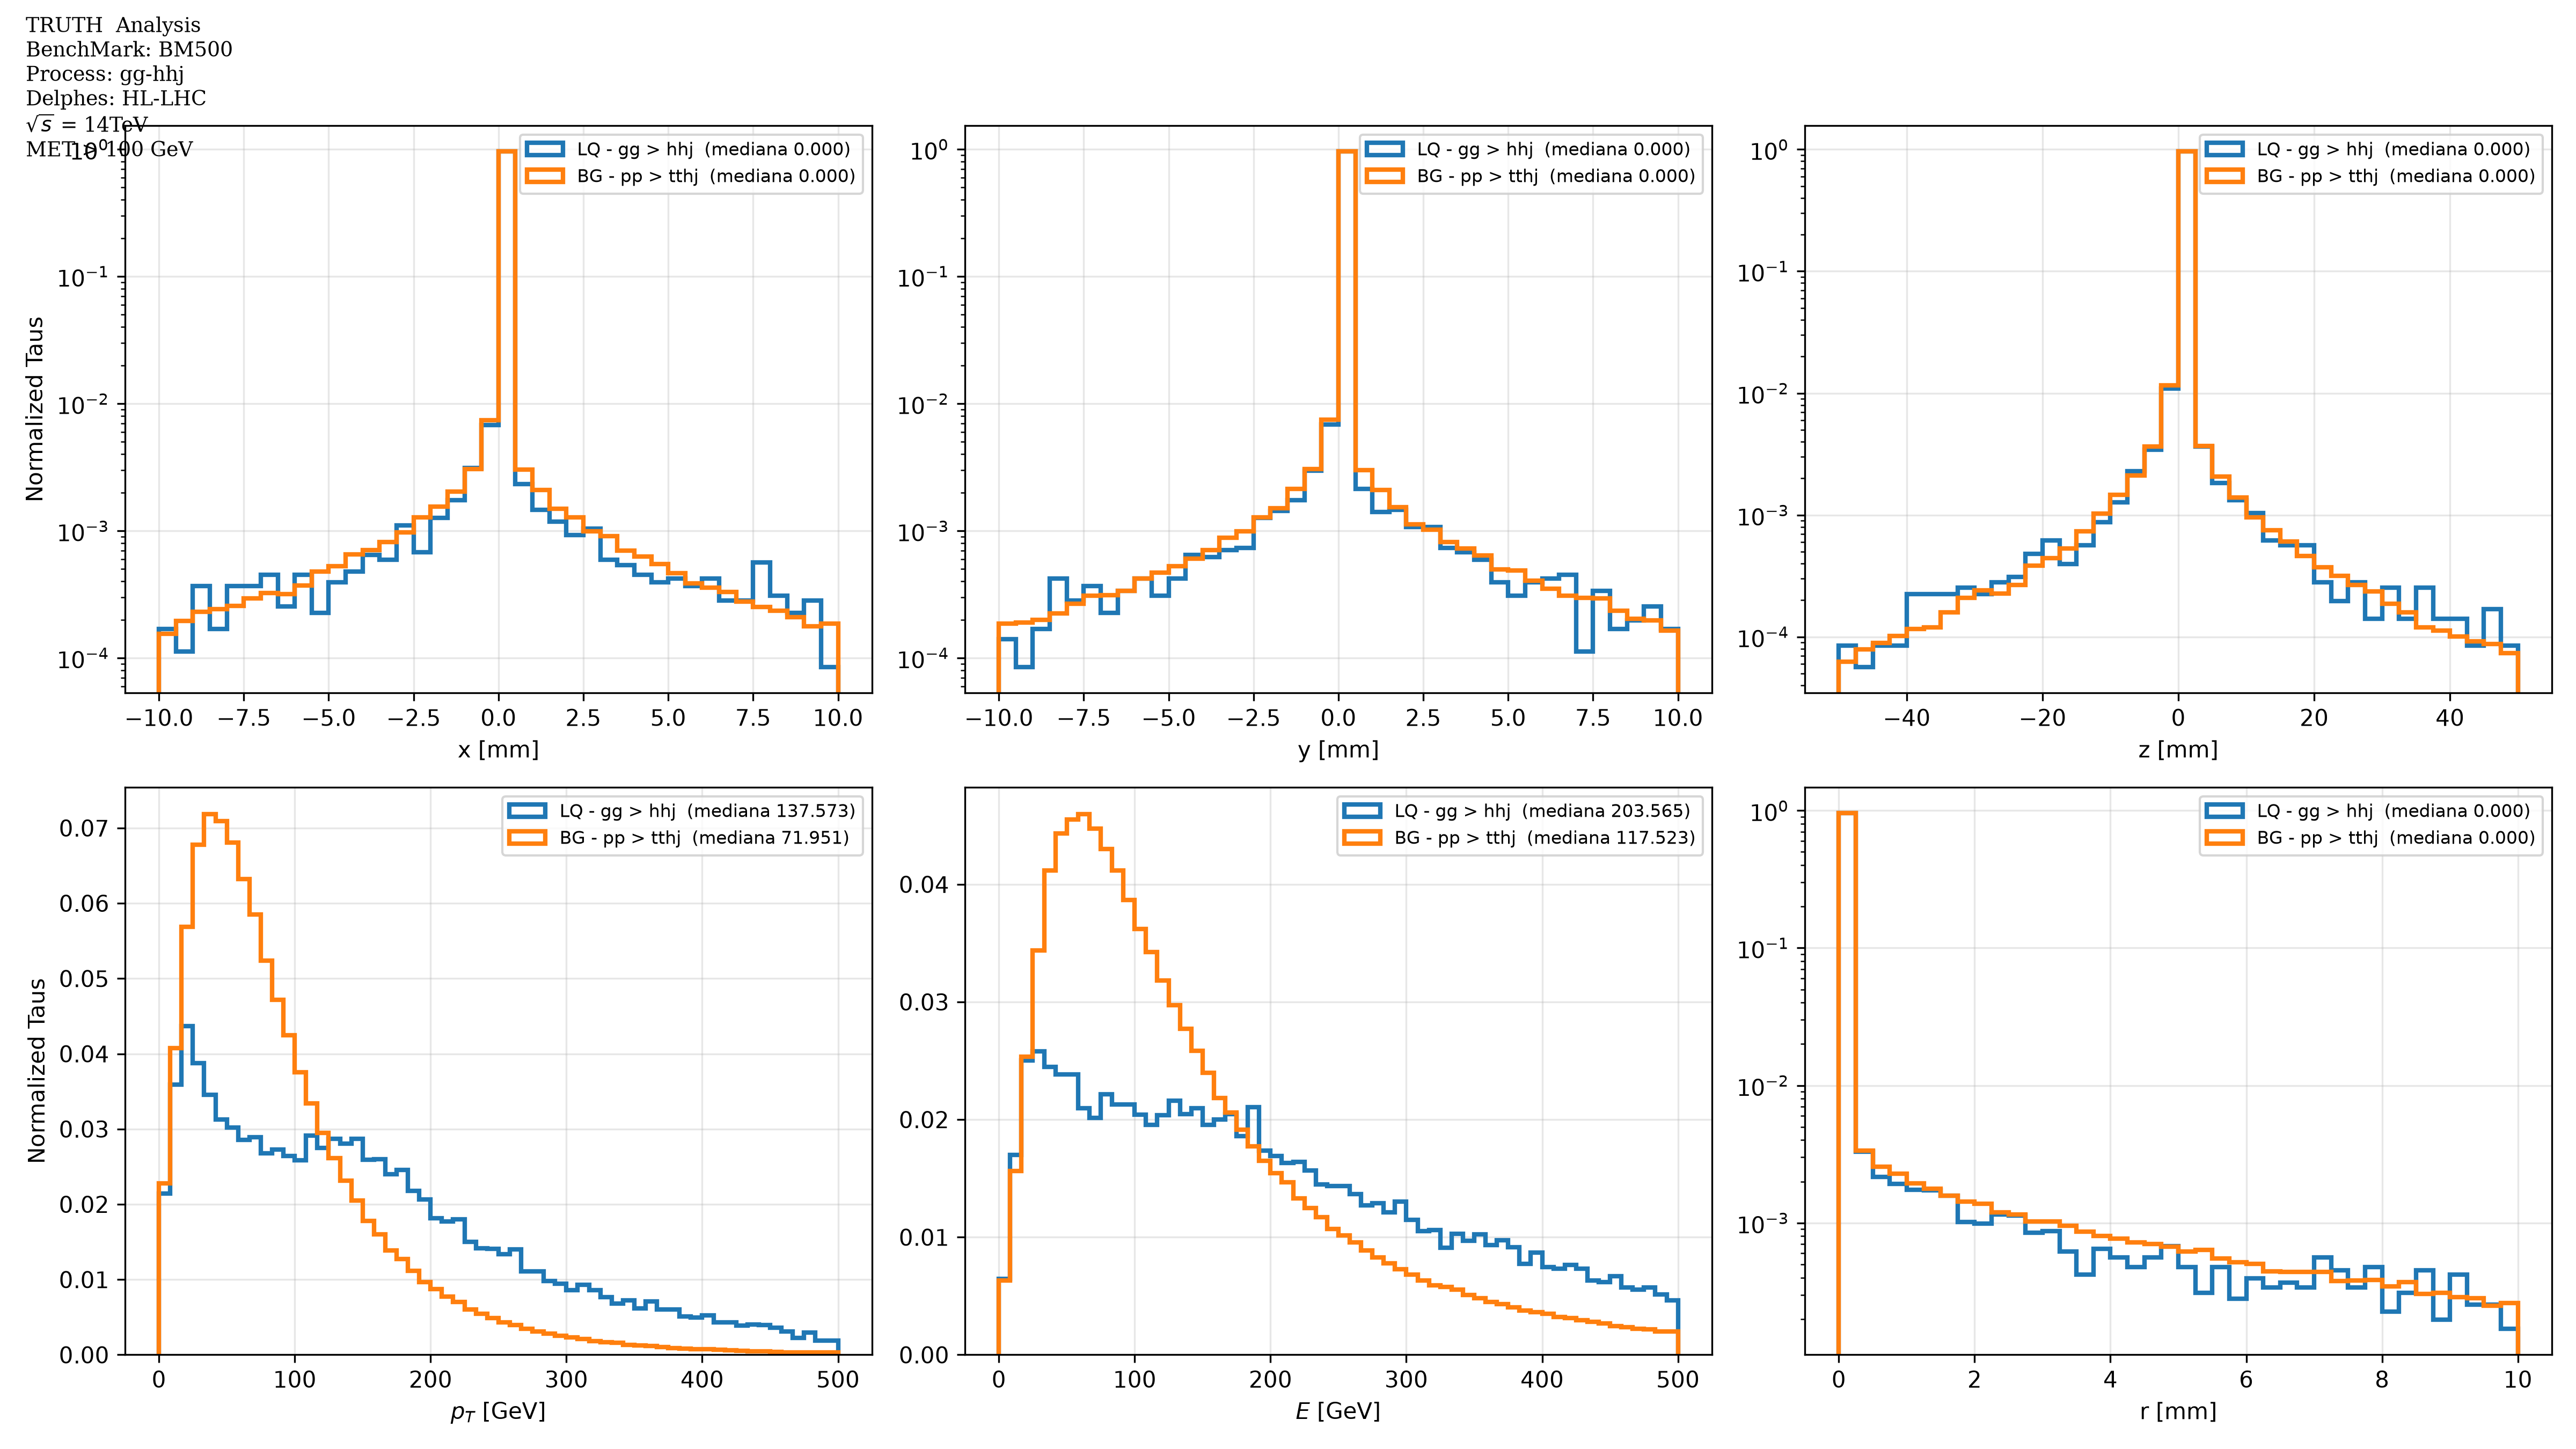 TRUTH  Analysis
BenchMark: BM500
Process: gg-hhj
Delphes: HL-LHC
√s = 14TeV
MET > 100 GeV
Normalized Taus
10⁰
10⁻¹
10⁻²
10⁻³
10⁻⁴
LQ - gg > hhj  (mediana 0.000)
BG - pp > tthj  (mediana 0.000)
−10.0 −7.5 −5.0 −2.5 0.0 2.5 5.0 7.5 10.0
x [mm]
10⁰
10⁻¹
10⁻²
10⁻³
10⁻⁴
LQ - gg > hhj  (mediana 0.000)
BG - pp > tthj  (mediana 0.000)
−10.0 −7.5 −5.0 −2.5 0.0 2.5 5.0 7.5 10.0
y [mm]
10⁰
10⁻¹
10⁻²
10⁻³
10⁻⁴
LQ - gg > hhj  (mediana 0.000)
BG - pp > tthj  (mediana 0.000)
−40 −20 0 20 40
z [mm]
Normalized Taus
0.07
0.06
0.05
0.04
0.03
0.02
0.01
0.00
LQ - gg > hhj  (mediana 137.573)
BG - pp > tthj  (mediana 71.951)
0 100 200 300 400 500
p_T [GeV]
0.04
0.03
0.02
0.01
0.00
LQ - gg > hhj  (mediana 203.565)
BG - pp > tthj  (mediana 117.523)
0 100 200 300 400 500
E [GeV]
10⁰
10⁻¹
10⁻²
10⁻³
LQ - gg > hhj  (mediana 0.000)
BG - pp > tthj  (mediana 0.000)
0 2 4 6 8 10
r [mm]